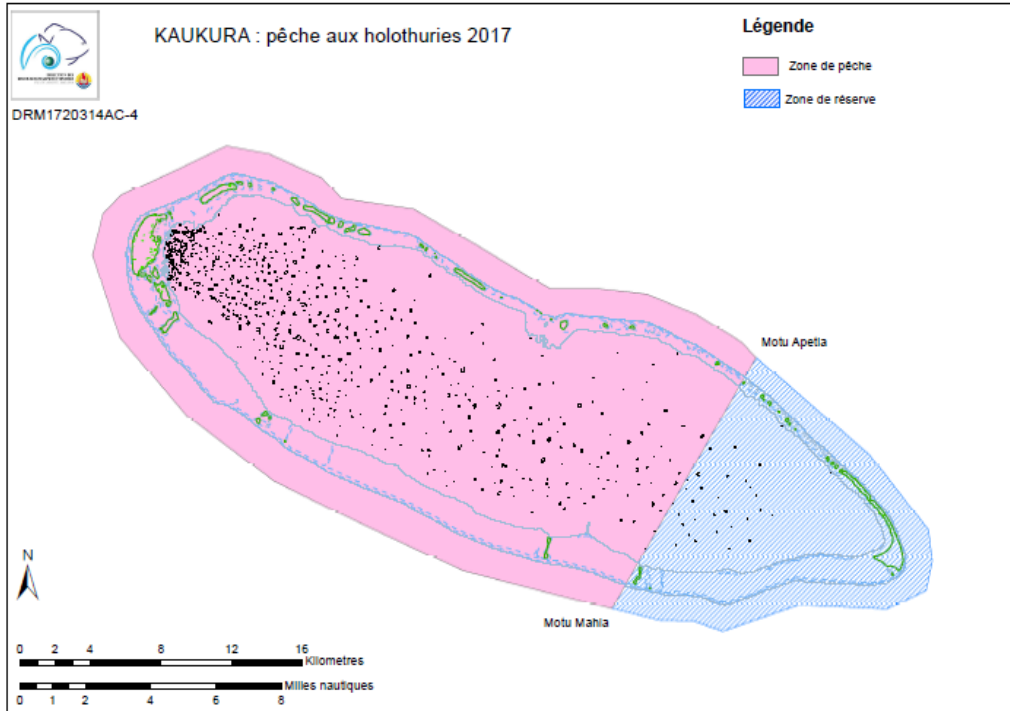 KAUKURA : pêche aux holothuries 2017
Légende
Zone de pêche
Zone de réserve
DRM1720314AC-4
Motu Apetia
Motu Mahia
N
0 2 4 8 12 16
Kilometres
Milles nautiques
0 1 2 4 6 8